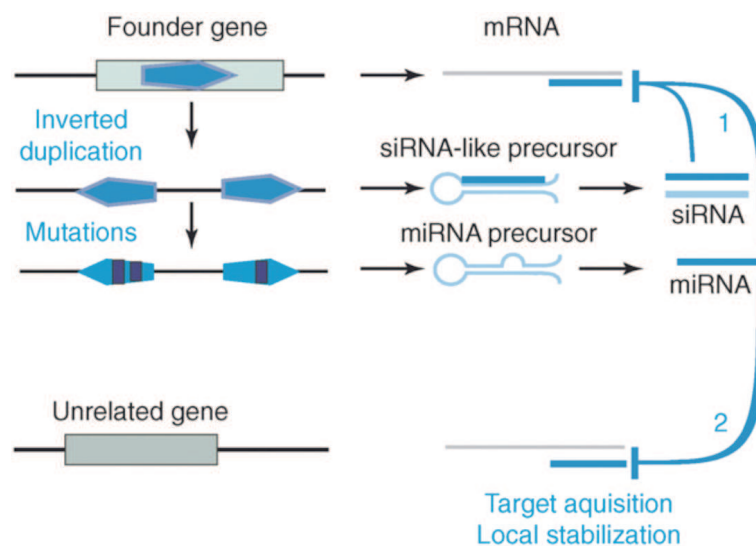 Founder gene
mRNA
Inverted
duplication
1
siRNA-like precursor
siRNA
Mutations
miRNA precursor
miRNA
Unrelated gene
2
Target aquisition
Local stabilization